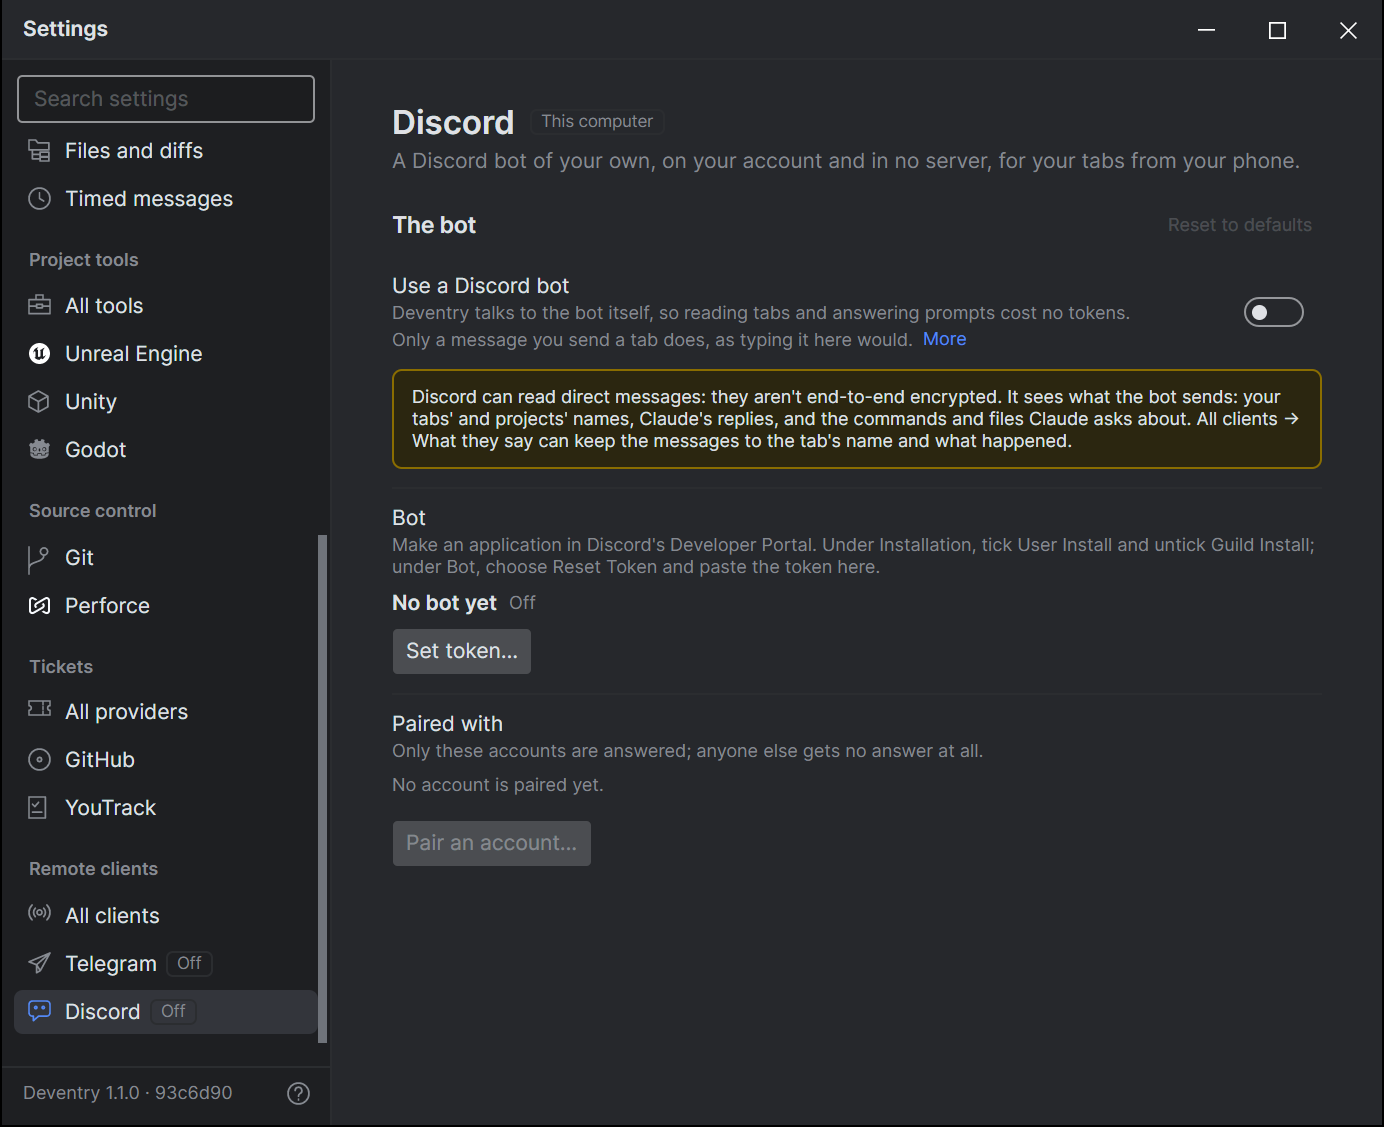 Settings
Search settings
Files and diffs
Timed messages
Project tools
All tools
Unreal Engine
Unity
Godot
Source control
Git
Perforce
Tickets
All providers
GitHub
YouTrack
Remote clients
All clients
Telegram Off
Discord Off
Deventry 1.1.0 · 93c6d90
Discord This computer
A Discord bot of your own, on your account and in no server, for your tabs from your phone.
The bot
Reset to defaults
Use a Discord bot
Deventry talks to the bot itself, so reading tabs and answering prompts cost no tokens.
Only a message you send a tab does, as typing it here would. More
Discord can read direct messages: they aren't end-to-end encrypted. It sees what the bot sends: your
tabs' and projects' names, Claude's replies, and the commands and files Claude asks about. All clients →
What they say can keep the messages to the tab's name and what happened.
Bot
Make an application in Discord's Developer Portal. Under Installation, tick User Install and untick Guild Install;
under Bot, choose Reset Token and paste the token here.
No bot yet Off
Set token...
Paired with
Only these accounts are answered; anyone else gets no answer at all.
No account is paired yet.
Pair an account...